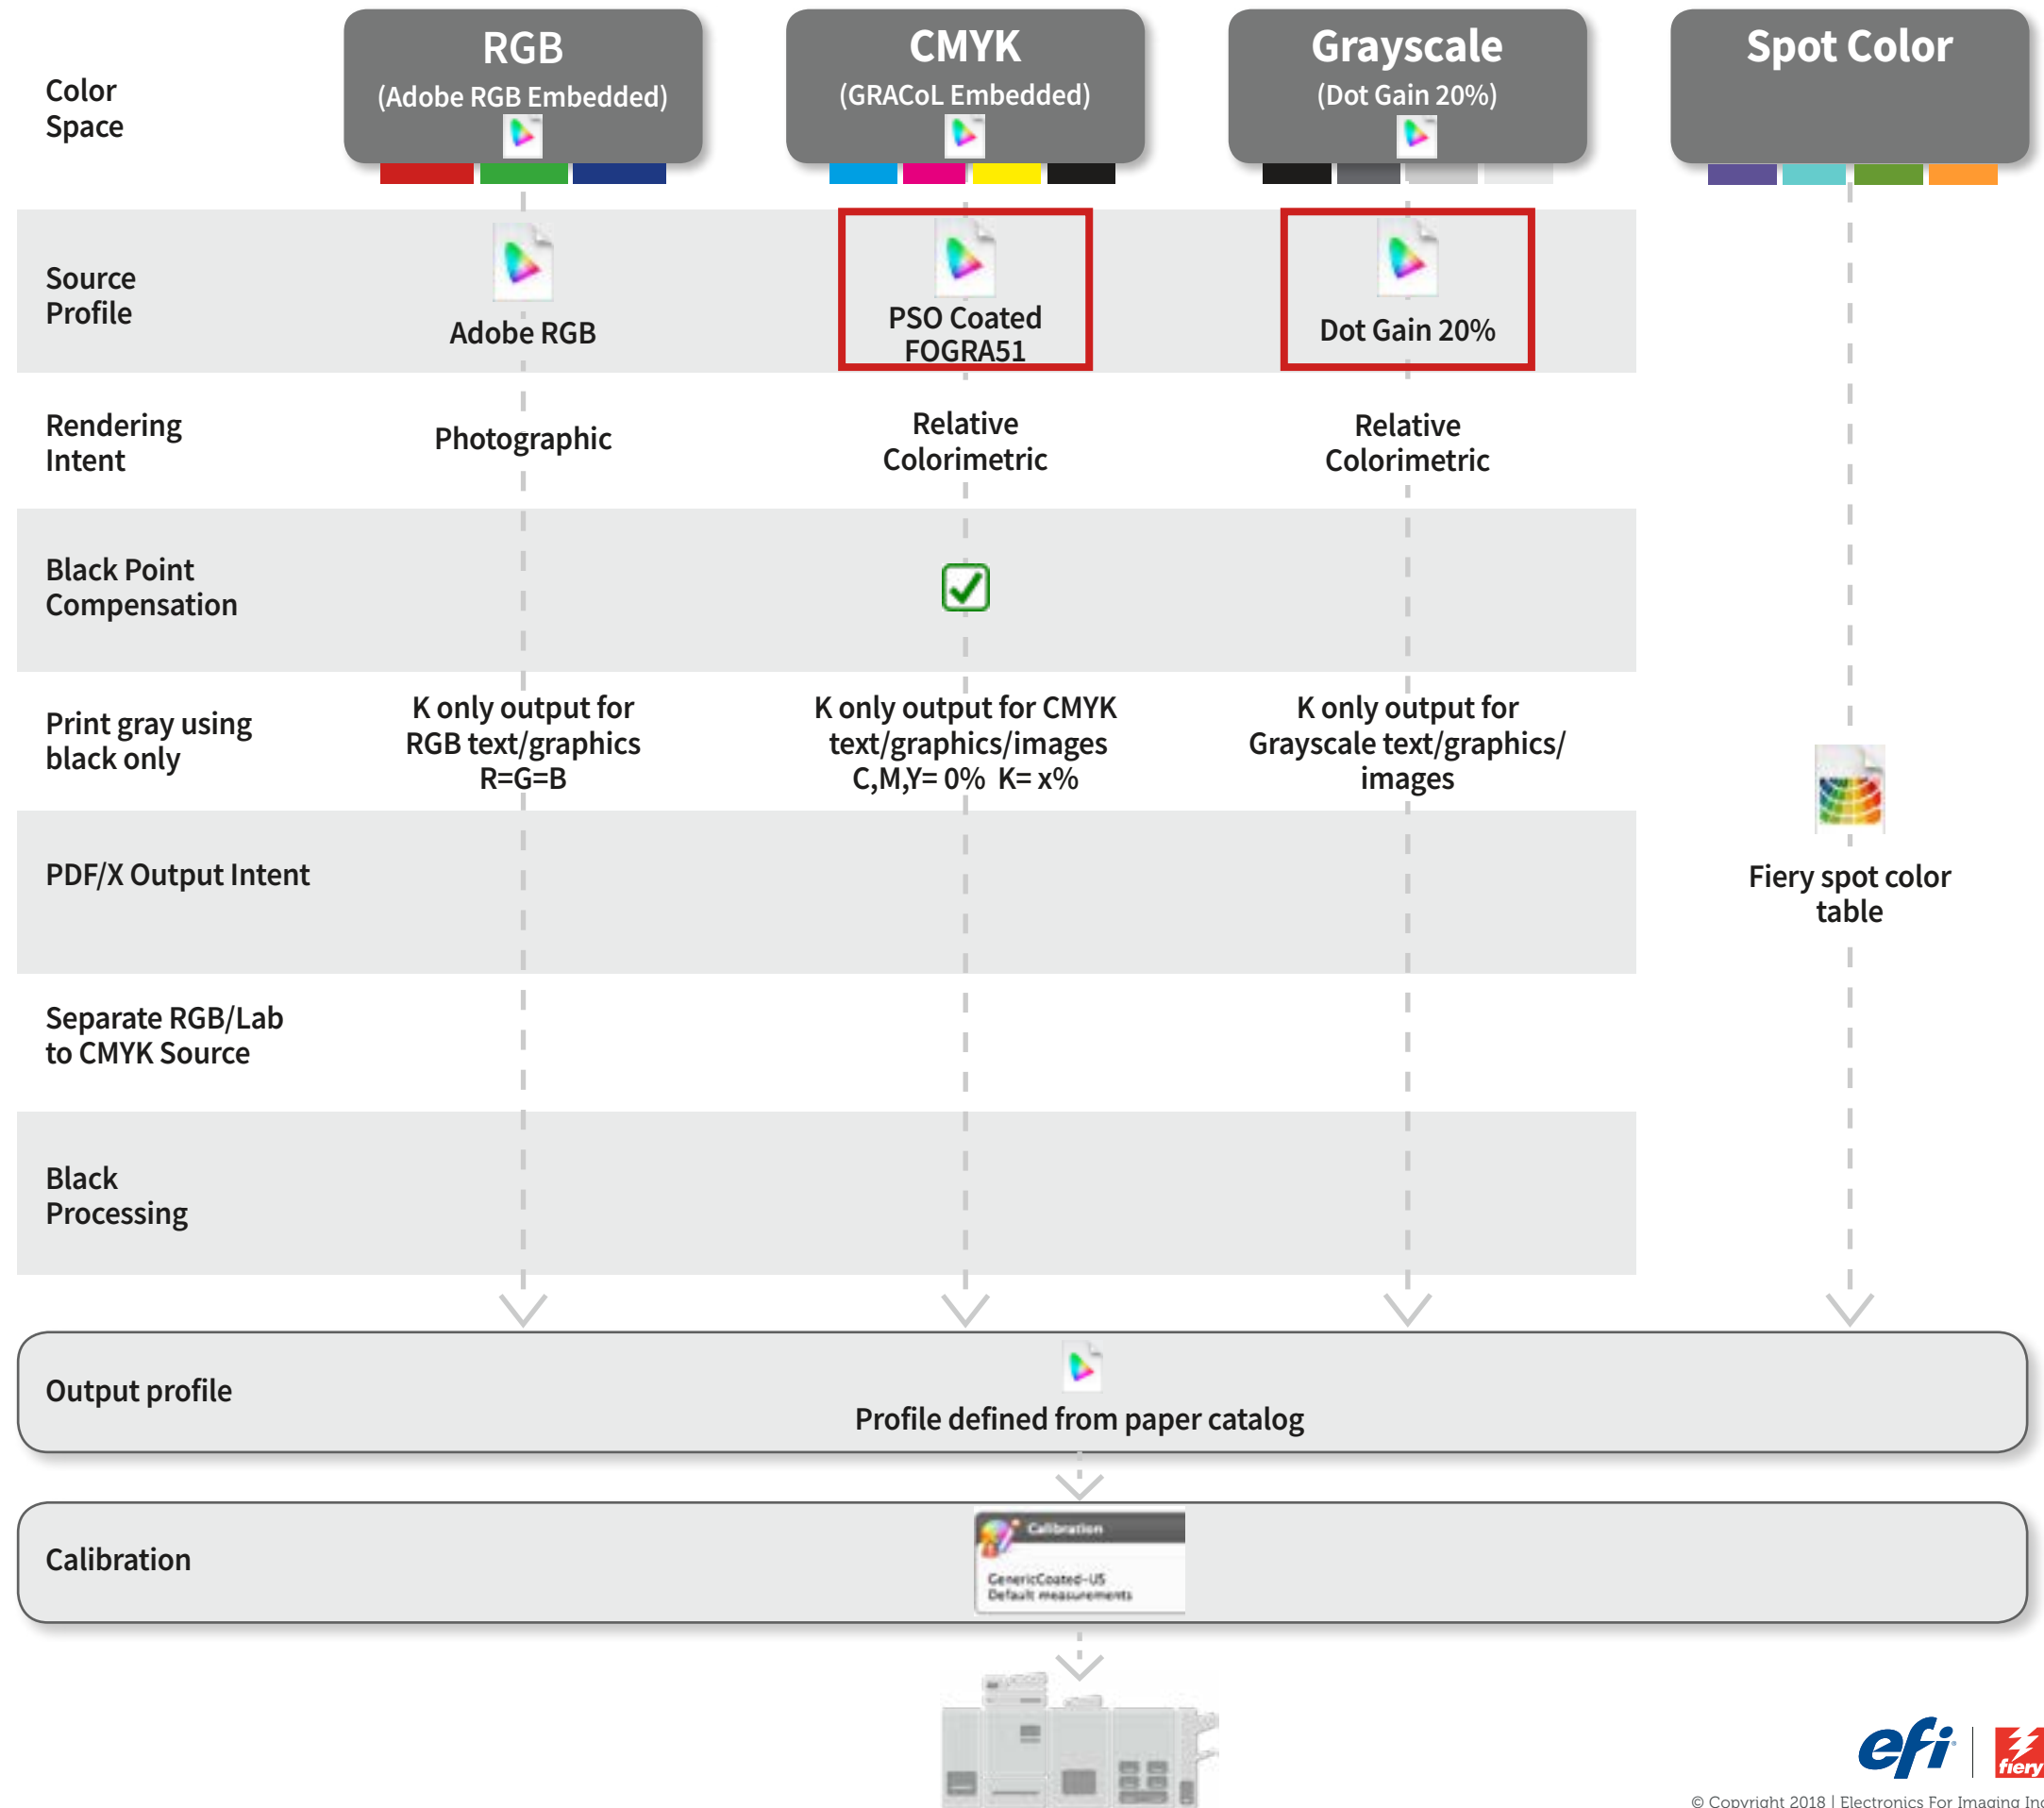 Color
Space
RGB
(Adobe RGB Embedded)
CMYK
(GRACoL Embedded)
Grayscale
(Dot Gain 20%)
Spot Color
Source
Profile
Adobe RGB
PSO Coated
FOGRA51
Dot Gain 20%
Rendering
Intent
Photographic
Relative
Colorimetric
Relative
Colorimetric
Black Point
Compensation
Print gray using
black only
K only output for
RGB text/graphics
R=G=B
K only output for CMYK
text/graphics/images
C,M,Y= 0% K= x%
K only output for
Grayscale text/graphics/
images
PDF/X Output Intent
Fiery spot color
table
Separate RGB/Lab
to CMYK Source
Black
Processing
Output profile
Profile defined from paper catalog
Calibration
Calibration
GenericCoated-US
Default measurements
efi
fiery
© Copyright 2018 | Electronics For Imaging Inc